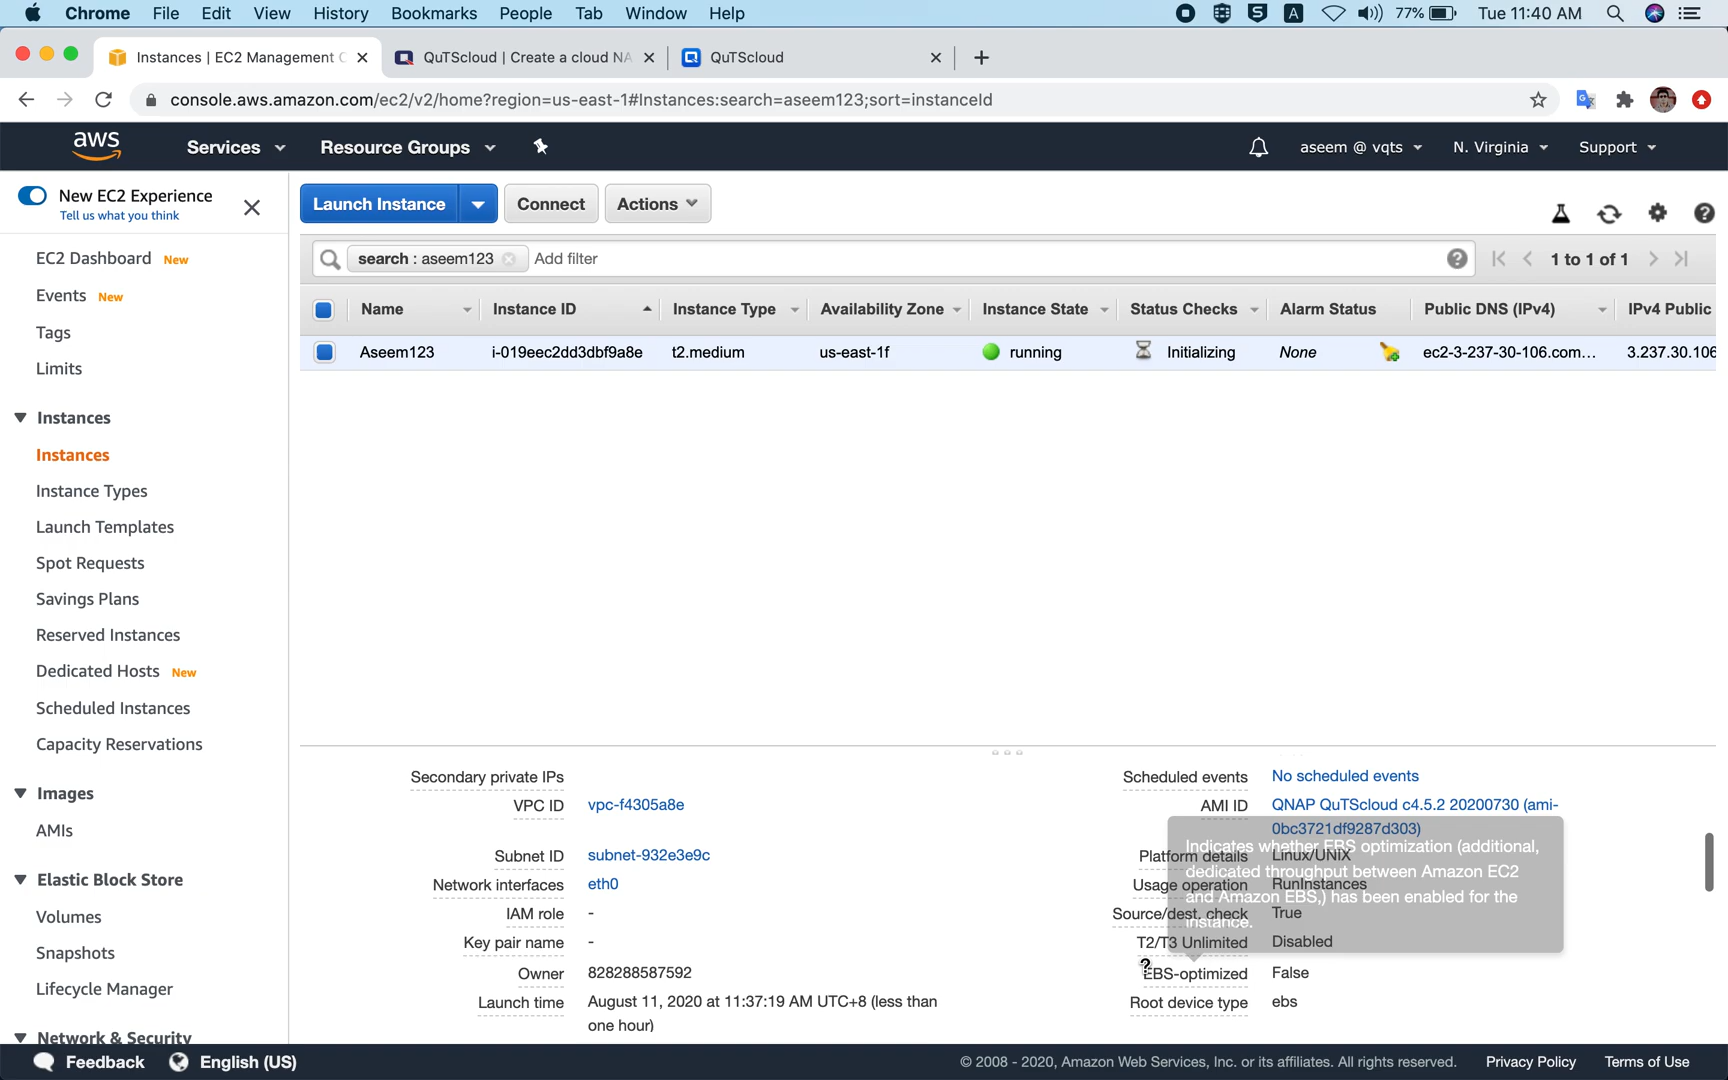 Chrome File Edit View History Bookmarks People Tab Window Help 77% Tue 11:40 AM
Instances | EC2 Management C QuTScloud | Create a cloud NA QuTScloud
console.aws.amazon.com/ec2/v2/home?region=us-east-1#Instances:search=aseem123;sort=instanceId
aws Services Resource Groups aseem @ vqts N. Virginia Support
New EC2 Experience
Tell us what you think
Launch Instance Connect Actions
search : aseem123 Add filter 1 to 1 of 1
Name Instance ID Instance Type Availability Zone Instance State Status Checks Alarm Status Public DNS (IPv4) IPv4 Public
Aseem123 i-019eec2dd3dbf9a8e t2.medium us-east-1f running Initializing None ec2-3-237-30-106.com... 3.237.30.106
EC2 Dashboard New
Events New
Tags
Limits
Instances
Instances
Instance Types
Launch Templates
Spot Requests
Savings Plans
Reserved Instances
Dedicated Hosts New
Scheduled Instances
Capacity Reservations
Images
AMIs
Elastic Block Store
Volumes
Snapshots
Lifecycle Manager
Network & Security
Secondary private IPs
VPC ID vpc-f4305a8e
Subnet ID subnet-932e3e9c
Network interfaces eth0
IAM role -
Key pair name -
Owner 828288587592
Launch time August 11, 2020 at 11:37:19 AM UTC+8 (less than
one hour)
Scheduled events No scheduled events
AMI ID QNAP QuTScloud c4.5.2 20200730 (ami-
0bc3721df9287d303)
Platform details Linux/UNIX
Usage operation RunInstances
Source/dest. check True
T2/T3 Unlimited Disabled
EBS-optimized False
Root device type ebs
Indicates whether EBS optimization (additional,
dedicated throughput between Amazon EC2
and Amazon EBS,) has been enabled for the
instance.
Feedback English (US) © 2008 - 2020, Amazon Web Services, Inc. or its affiliates. All rights reserved. Privacy Policy Terms of Use